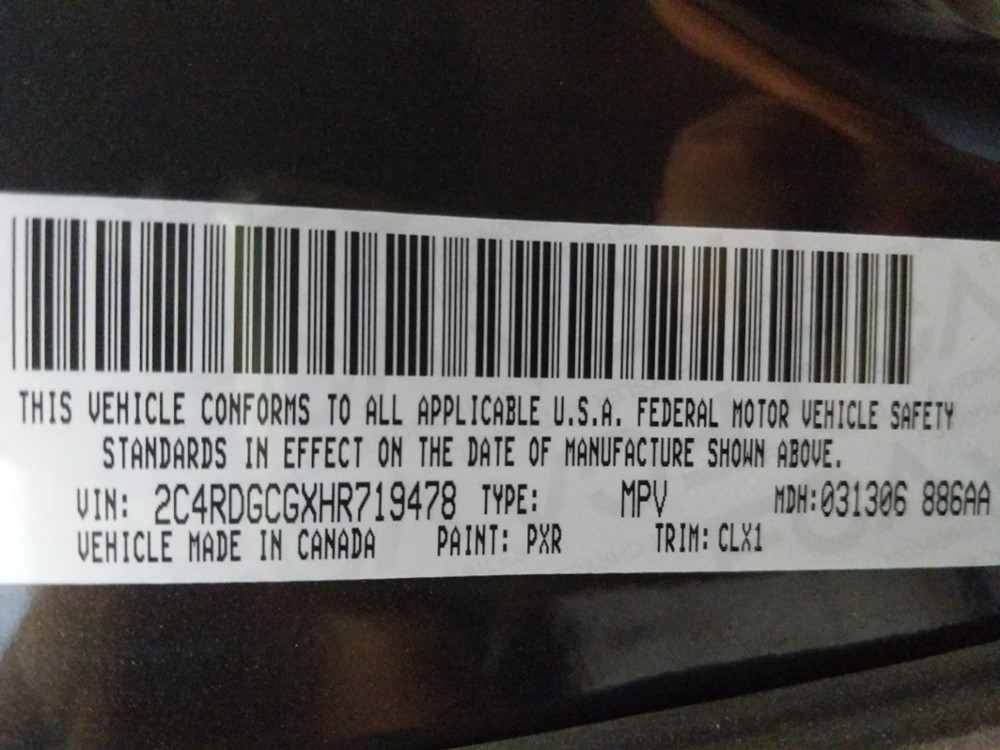 THIS VEHICLE CONFORMS TO ALL APPLICABLE U.S.A. FEDERAL MOTOR VEHICLE SAFETY
STANDARDS IN EFFECT ON THE DATE OF MANUFACTURE SHOWN ABOVE.
VIN: 2C4RDGCGXHR719478 TYPE: MPV MDH:031306 886AA
VEHICLE MADE IN CANADA PAINT: PXR TRIM: CLX1